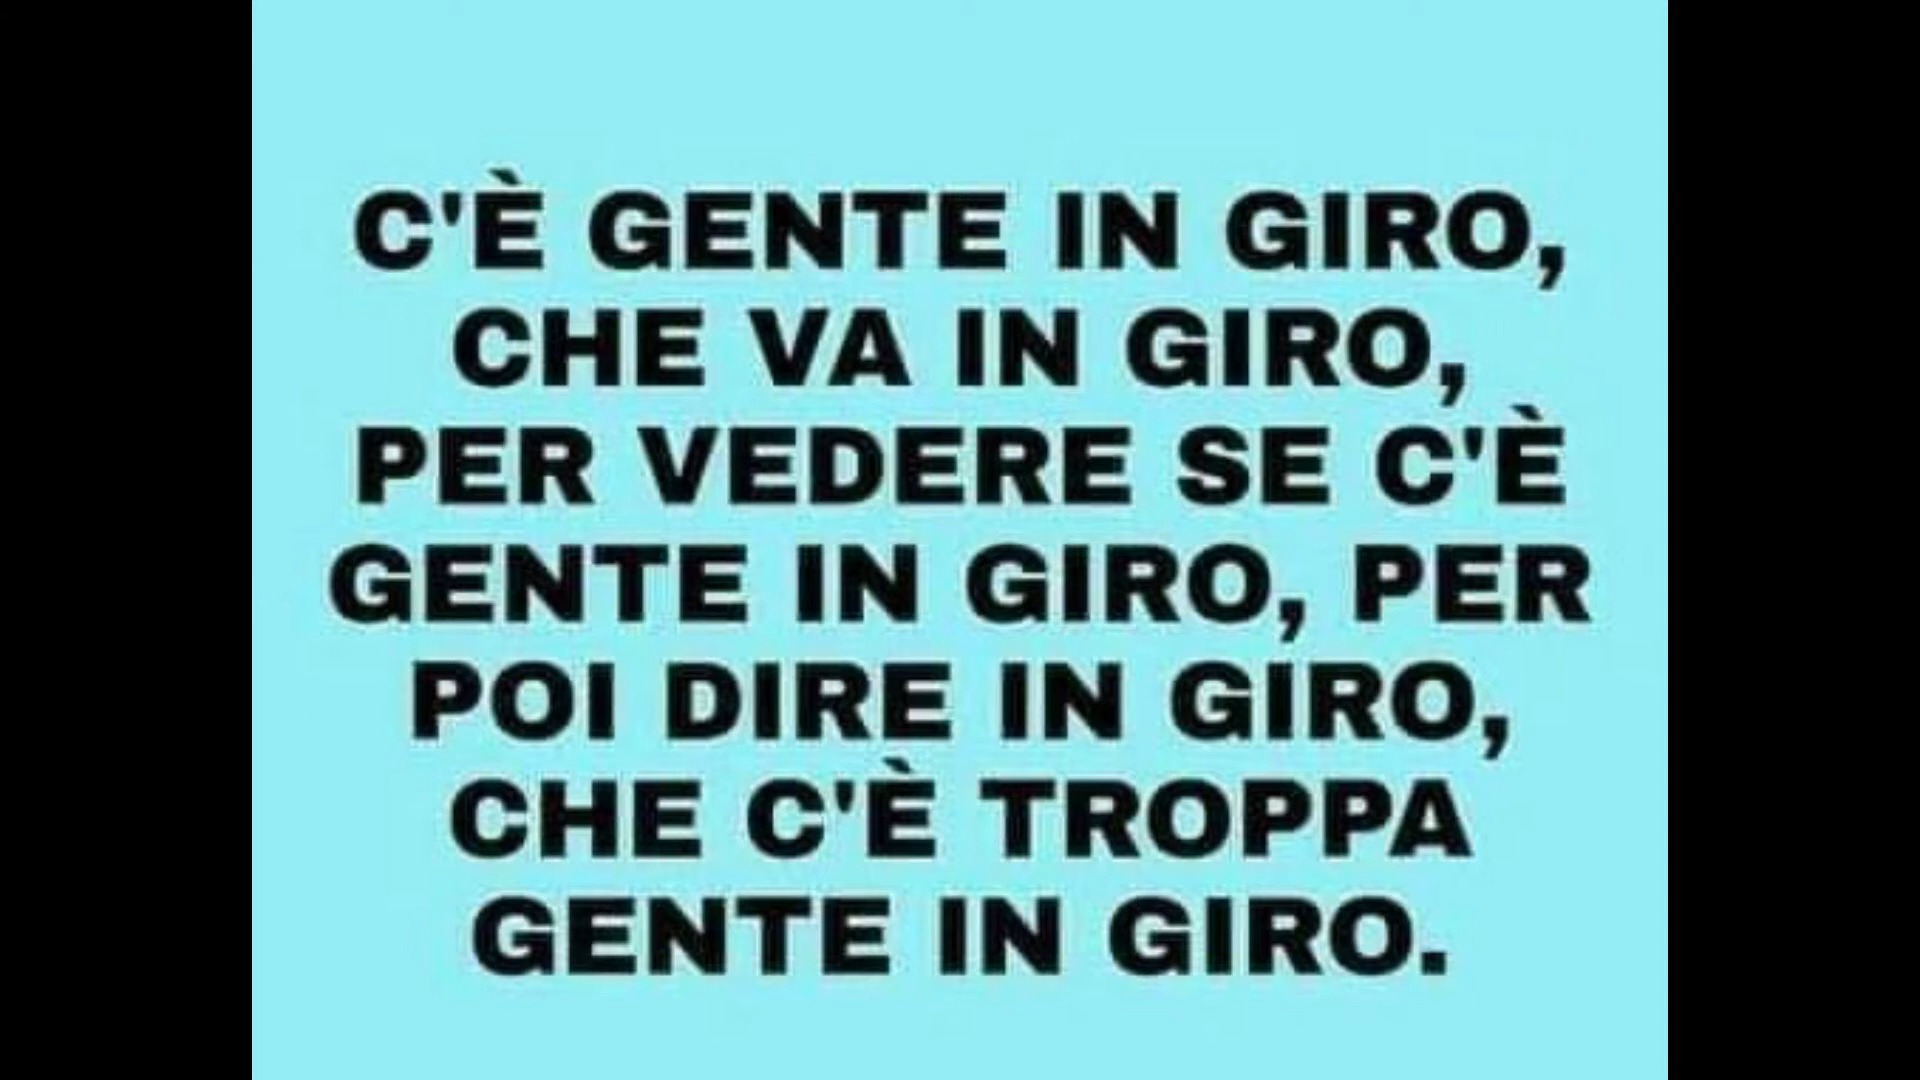 C'È GENTE IN GIRO,
CHE VA IN GIRO,
PER VEDERE SE C'È
GENTE IN GIRO, PER
POI DIRE IN GIRO,
CHE C'È TROPPA
GENTE IN GIRO.